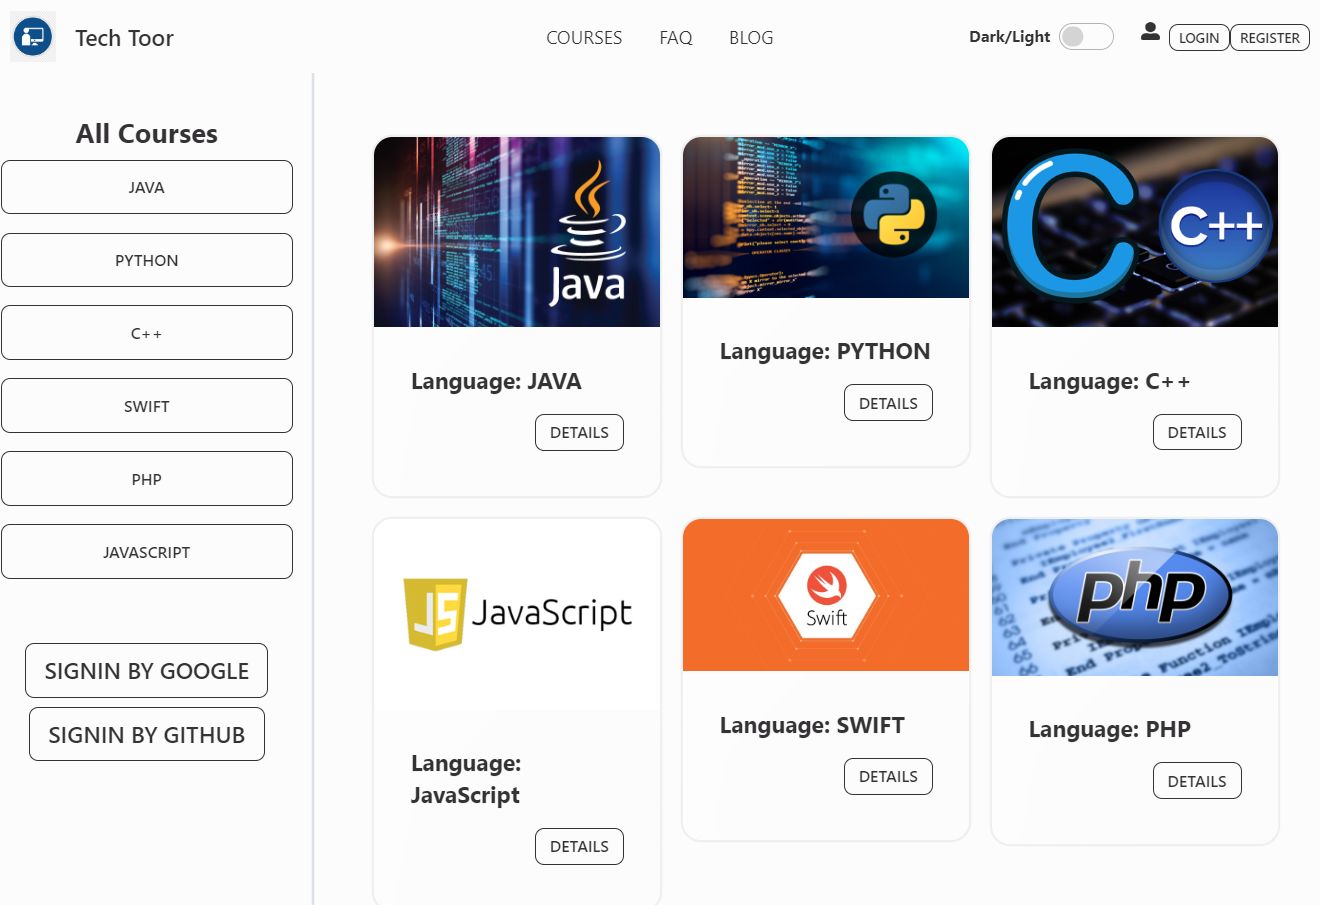 Tech Toor
COURSES FAQ BLOG
Dark/Light
LOGIN REGISTER
All Courses
JAVA
PYTHON
C++
SWIFT
PHP
JAVASCRIPT
SIGNIN BY GOOGLE
SIGNIN BY GITHUB
Java
Language: JAVA
DETAILS
Language: PYTHON
DETAILS
C C++
Language: C++
DETAILS
JS JavaScript
Language:
JavaScript
DETAILS
Swift
Language: SWIFT
DETAILS
php
Language: PHP
DETAILS